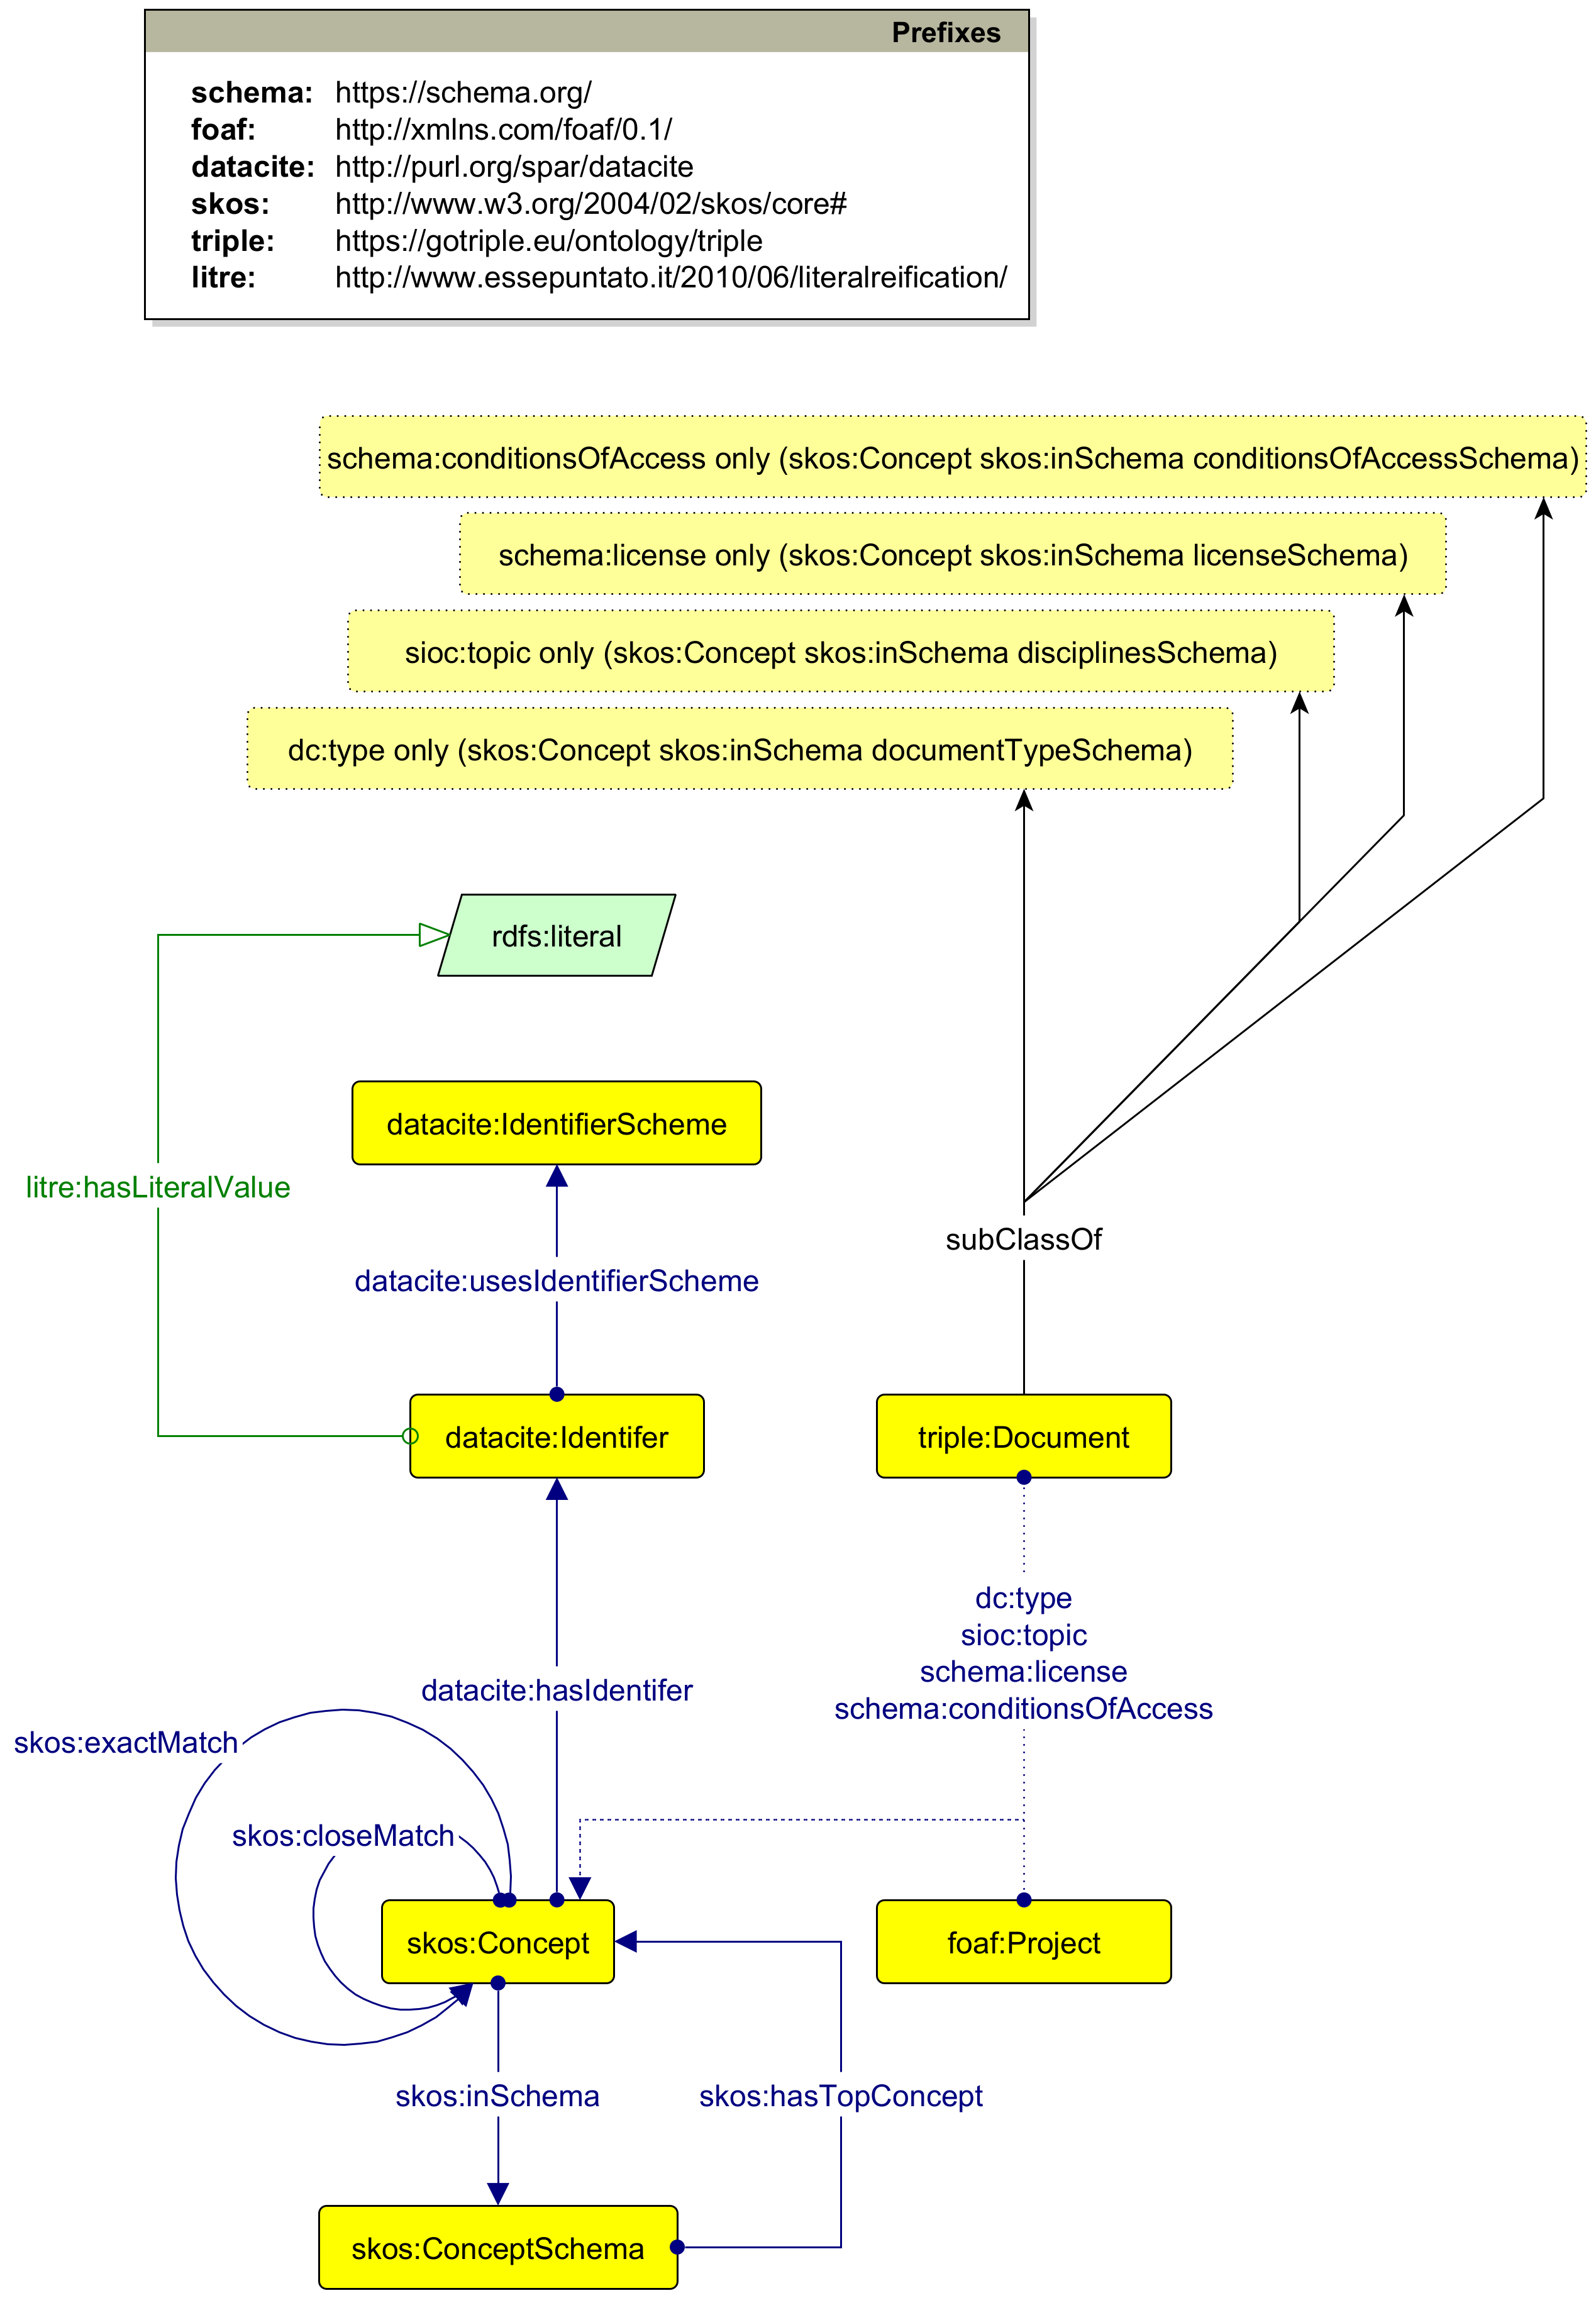 Prefixes
schema: https://schema.org/
foaf: http://xmlns.com/foaf/0.1/
datacite: http://purl.org/spar/datacite
skos: http://www.w3.org/2004/02/skos/core#
triple: https://gotriple.eu/ontology/triple
litre: http://www.essepuntato.it/2010/06/literalreification/
schema:conditionsOfAccess only (skos:Concept skos:inSchema conditionsOfAccessSchema)
schema:license only (skos:Concept skos:inSchema licenseSchema)
sioc:topic only (skos:Concept skos:inSchema disciplinesSchema)
dc:type only (skos:Concept skos:inSchema documentTypeSchema)
rdfs:literal
datacite:IdentifierScheme
litre:hasLiteralValue
subClassOf
datacite:usesIdentifierScheme
datacite:Identifer
triple:Document
dc:type
sioc:topic
schema:license
schema:conditionsOfAccess
datacite:hasIdentifer
skos:exactMatch
skos:closeMatch
skos:Concept
foaf:Project
skos:inSchema
skos:hasTopConcept
skos:ConceptSchema